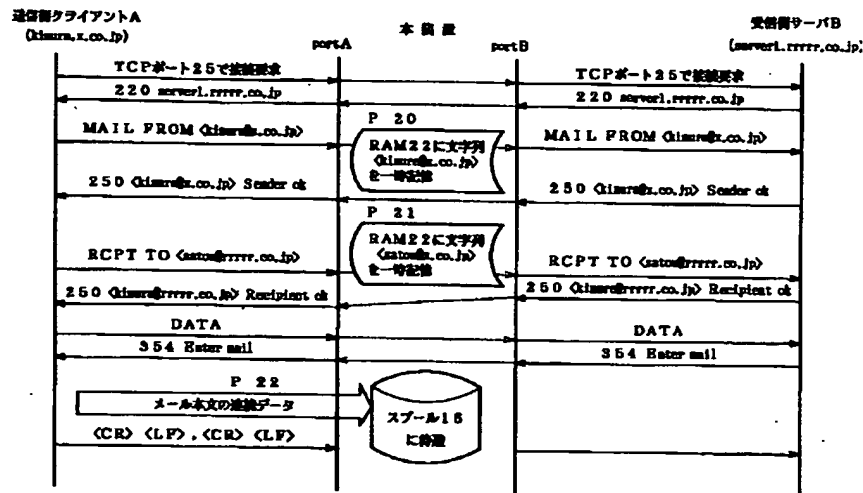 送信側クライアントA
(kimura.x.co.jp)
portA
本装置
portB
受信側サーバB
(server1.rrrrr.co.jp)
TCPポート25で接続要求
TCPポート25で接続要求
220 server1.rrrrr.co.jp
220 server1.rrrrr.co.jp
P 20
MAIL FROM <kimura@x.co.jp>
RAM22に文字列
<kimura@x.co.jp>
を一時記憶
MAIL FROM <kimura@x.co.jp>
250 <kimura@x.co.jp> Sender ok
250 <kimura@x.co.jp> Sender ok
P 21
RCPT TO <satou@rrrrr.co.jp>
RAM22に文字列
<satou@x.co.jp>
を一時記憶
RCPT TO <satou@rrrrr.co.jp>
250 <kimura@rrrrr.co.jp> Recipient ok
250 <kimura@rrrrr.co.jp> Recipient ok
DATA
DATA
354 Enter mail
354 Enter mail
P 22
メール本文の連続データ
スプール15
に待避
<CR> <LF> . <CR> <LF>